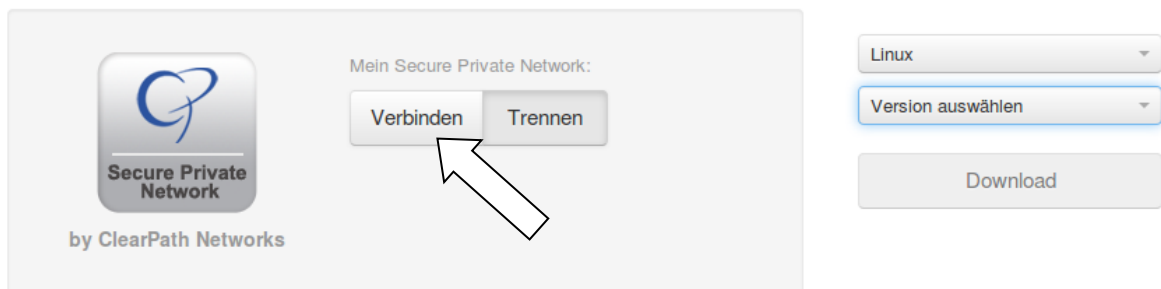 Mein Secure Private Network:
Verbinden Trennen
Secure Private
Network
by ClearPath Networks
Linux
Version auswählen
Download